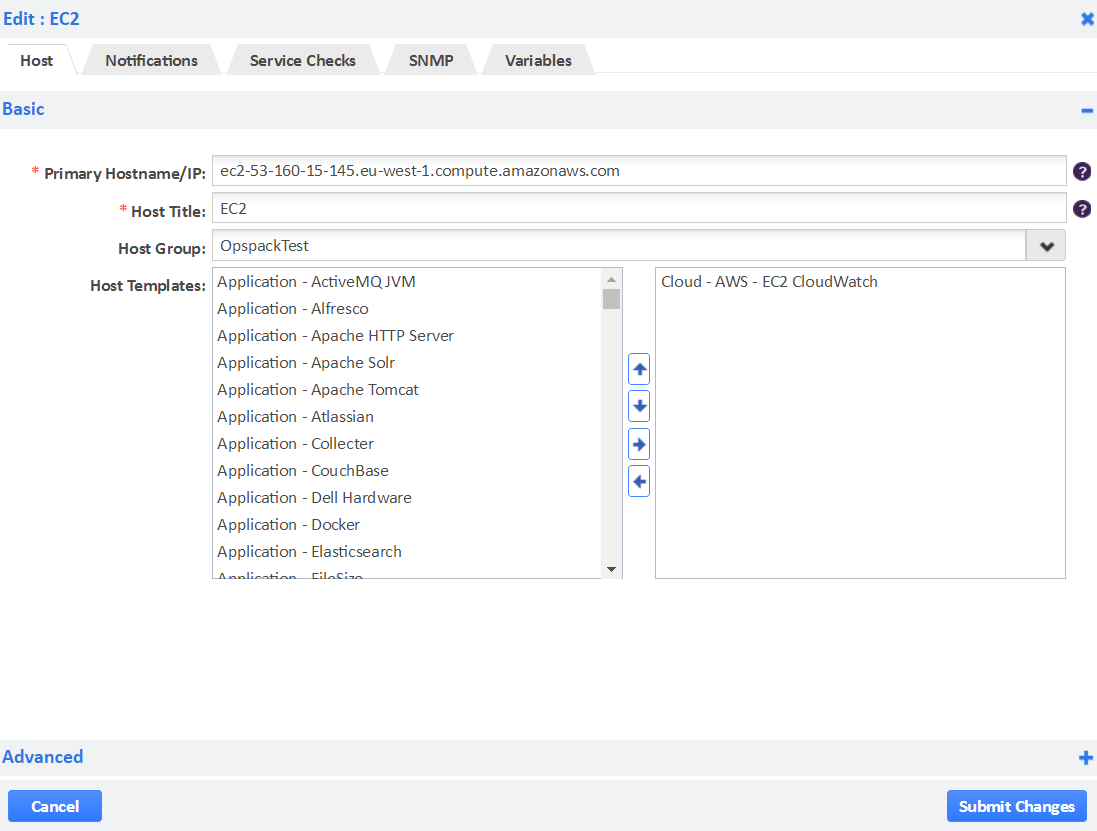 Edit : EC2
Host Notifications Service Checks SNMP Variables
Basic
* Primary Hostname/IP: ec2-53-160-15-145.eu-west-1.compute.amazonaws.com ?
* Host Title: EC2 ?
Host Group: OpspackTest
Host Templates:
Application - ActiveMQ JVM
Application - Alfresco
Application - Apache HTTP Server
Application - Apache Solr
Application - Apache Tomcat
Application - Atlassian
Application - Collecter
Application - CouchBase
Application - Dell Hardware
Application - Docker
Application - Elasticsearch
Application - FileSize
Cloud - AWS - EC2 CloudWatch
Advanced
Cancel Submit Changes